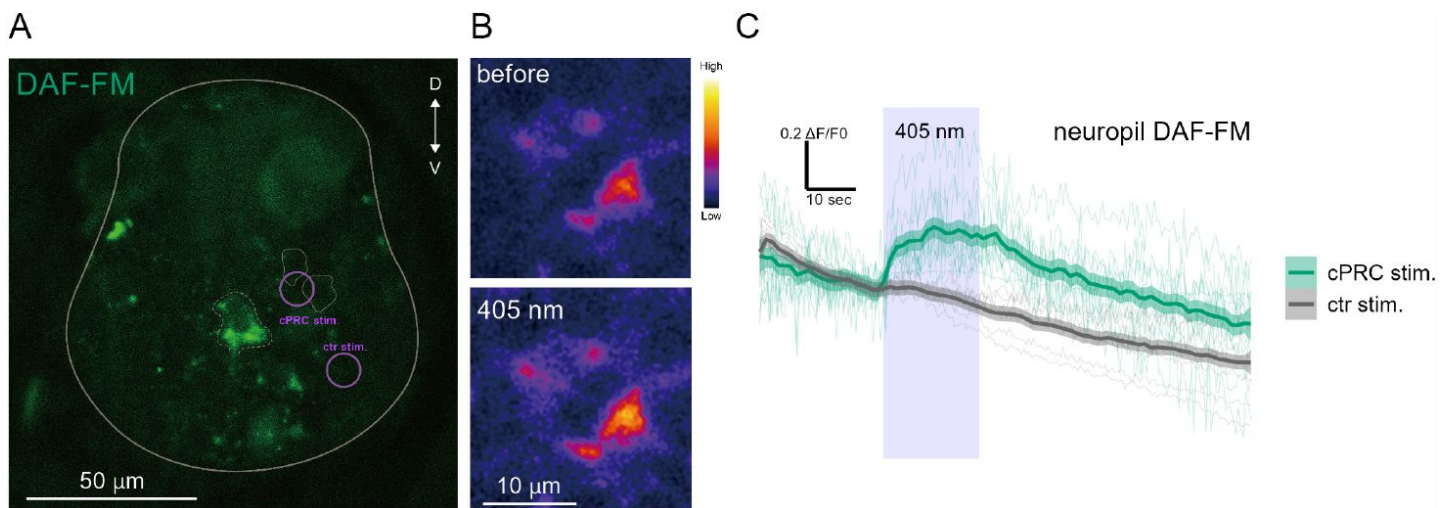 A
DAF-FM
D
V
cPRC stim.
ctr stim.
50 µm
B
before
High
Low
405 nm
10 µm
C
0.2 ΔF/F0
10 sec
405 nm
neuropil DAF-FM
cPRC stim.
ctr stim.